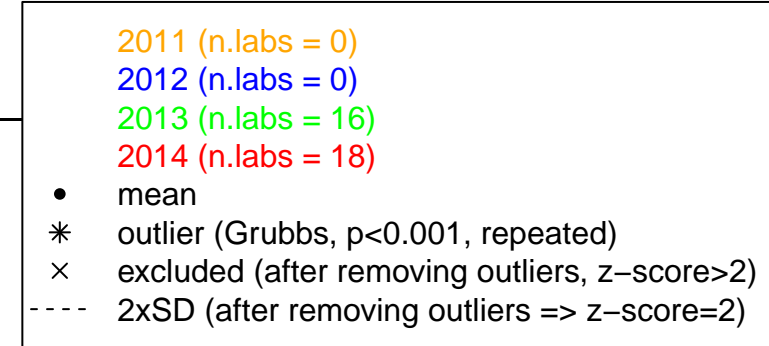 2011 (n.labs = 0)
2012 (n.labs = 0)
2013 (n.labs = 16)
2014 (n.labs = 18)
mean
outlier (Grubbs, p<0.001, repeated)
excluded (after removing outliers, z−score>2)
2xSD (after removing outliers => z−score=2)